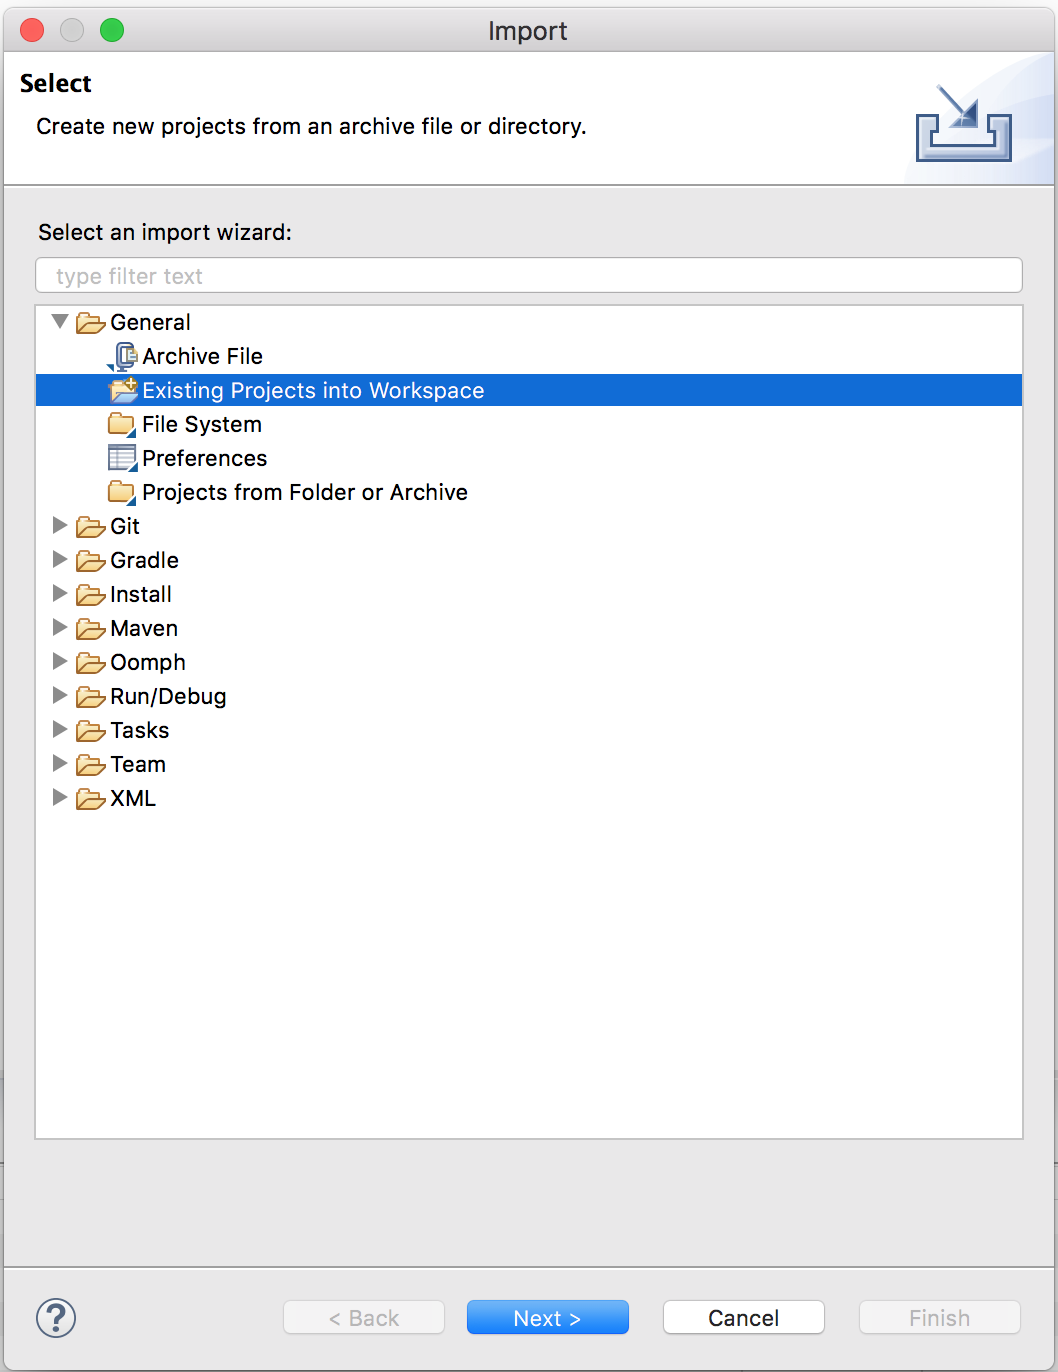 Import
Select
Create new projects from an archive file or directory.
Select an import wizard:
type filter text
General
Archive File
Existing Projects into Workspace
File System
Preferences
Projects from Folder or Archive
Git
Gradle
Install
Maven
Oomph
Run/Debug
Tasks
Team
XML
?
< Back
Next >
Cancel
Finish